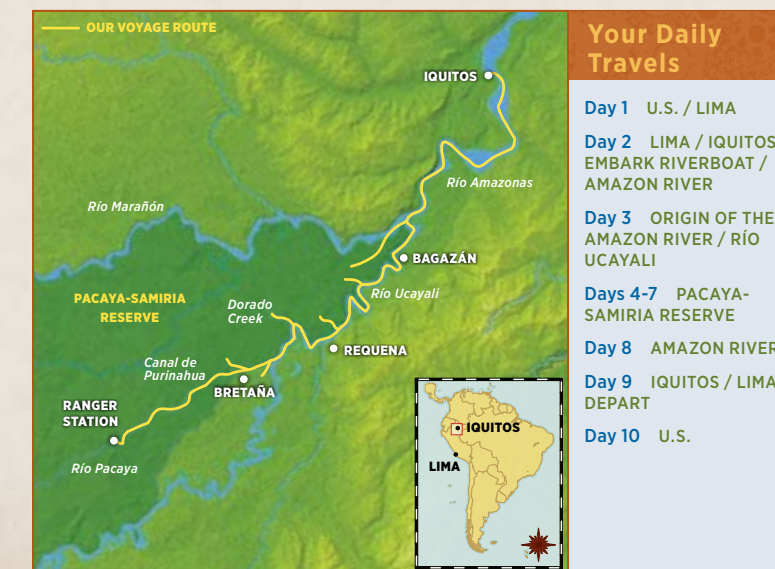 OUR VOYAGE ROUTE
IQUITOS
Río Amazonas
Río Marañón
BAGAZÁN
Río Ucayali
PACAYA-SAMIRIA
RESERVE
Dorado
Creek
REQUENA
Canal de
Purinahua
BRETAÑA
RANGER
STATION
Río Pacaya
IQUITOS
LIMA
Your Daily
Travels
Day 1 U.S. / LIMA
Day 2 LIMA / IQUITOS
EMBARK RIVERBOAT /
AMAZON RIVER
Day 3 ORIGIN OF THE
AMAZON RIVER / RÍO
UCAYALI
Days 4-7 PACAYA-
SAMIRIA RESERVE
Day 8 AMAZON RIVER
Day 9 IQUITOS / LIMA
DEPART
Day 10 U.S.